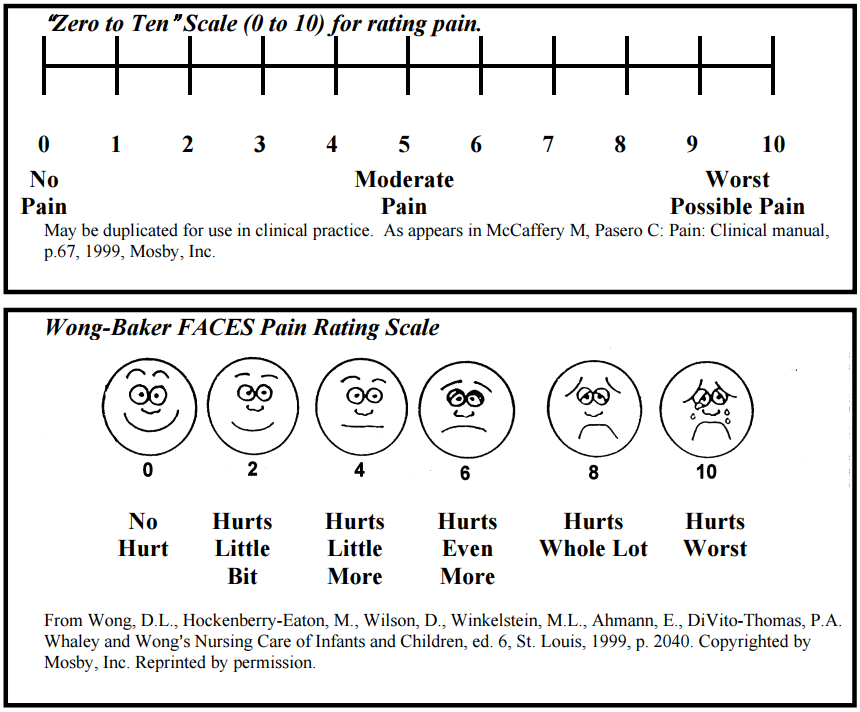 “Zero to Ten” Scale (0 to 10) for rating pain.
0 1 2 3 4 5 6 7 8 9 10
No Moderate Worst
Pain Pain Possible Pain
May be duplicated for use in clinical practice. As appears in McCaffery M, Pasero C: Pain: Clinical manual,
p.67, 1999, Mosby, Inc.
Wong-Baker FACES Pain Rating Scale
0 2 4 6 8 10
No Hurts Hurts Hurts Hurts Hurts
Hurt Little Little Even Whole Lot Worst
Bit More More
From Wong, D.L., Hockenberry-Eaton, M., Wilson, D., Winkelstein, M.L., Ahmann, E., DiVito-Thomas, P.A.
Whaley and Wong's Nursing Care of Infants and Children, ed. 6, St. Louis, 1999, p. 2040. Copyrighted by
Mosby, Inc. Reprinted by permission.